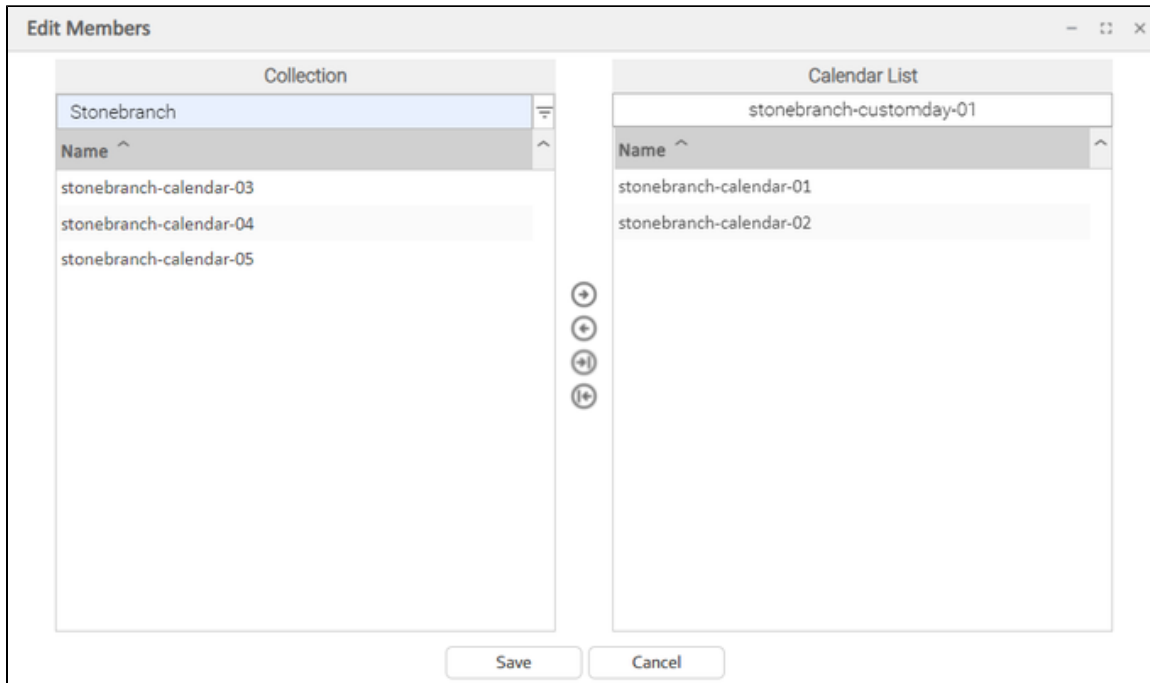 Edit Members
Collection
Stonebranch
Name
stonebranch-calendar-03
stonebranch-calendar-04
stonebranch-calendar-05
Calendar List
stonebranch-customday-01
Name
stonebranch-calendar-01
stonebranch-calendar-02
Save
Cancel